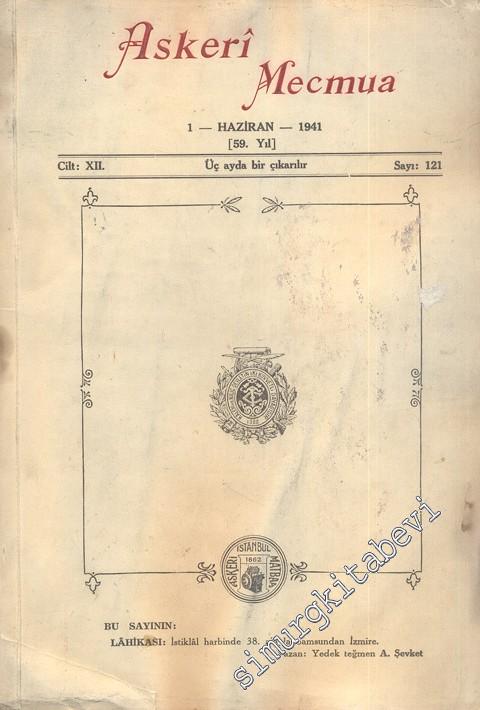 Askerî
Mecmua
1 — HAZİRAN — 1941
[59. Yıl]
Cilt: XII. Üç ayda bir çıkarılır Sayı: 121
İSTANBUL
1862
ASKERÎ MATBAA
BU SAYININ:
LÂHİKASI: İstiklâl harbinde 38. Samsundan İzmire.
Yazan: Yedek teğmen A. Şevket
simurgkitabevi